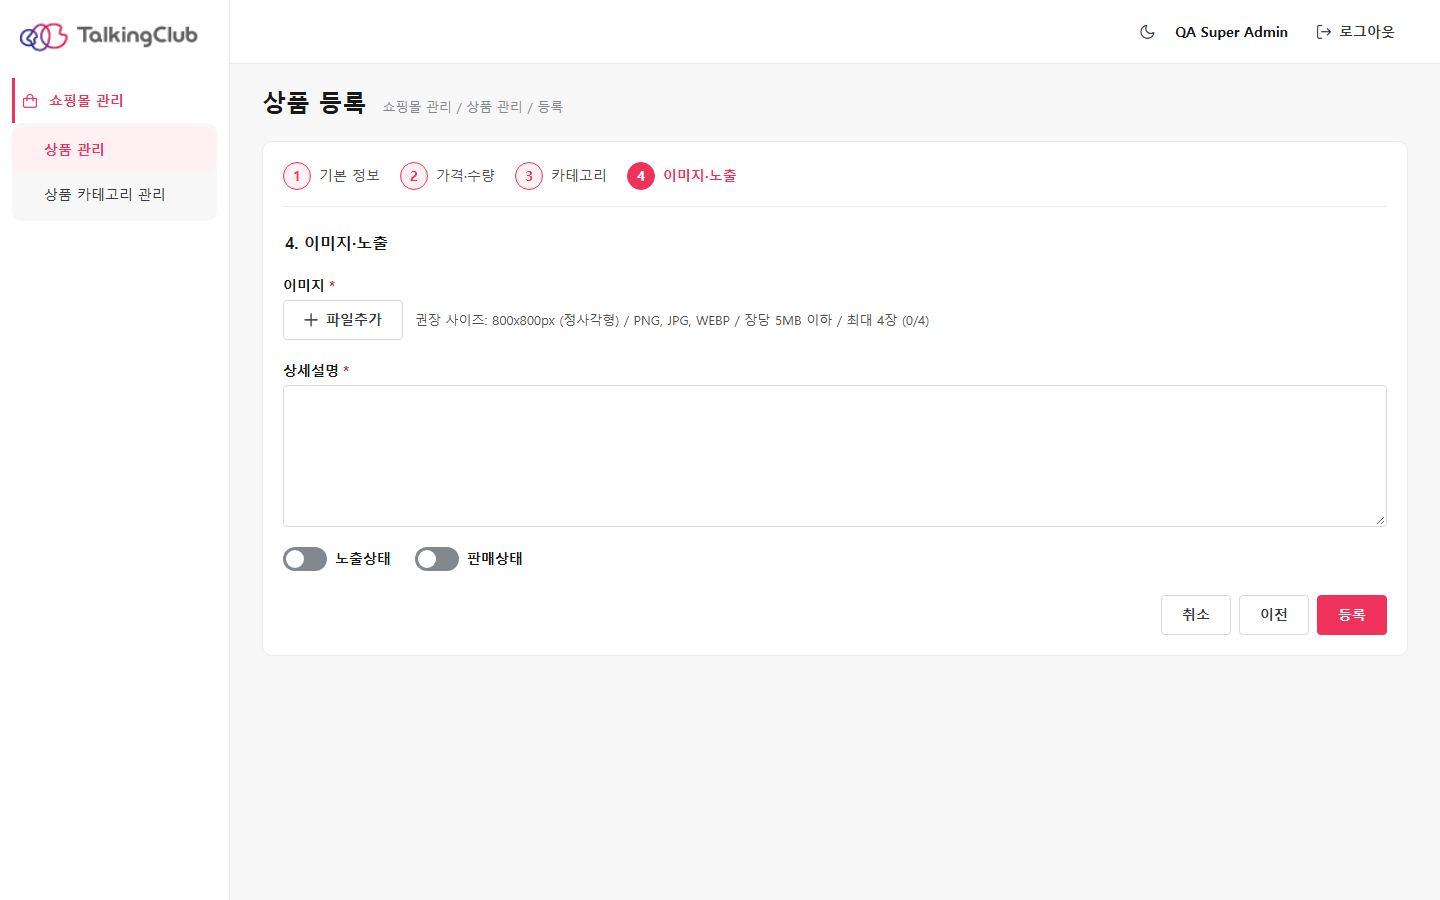 TalkingClub
QA Super Admin
로그아웃
쇼핑몰 관리
상품 관리
상품 카테고리 관리
상품 등록
쇼핑몰 관리 / 상품 관리 / 등록
1 기본 정보 2 가격·수량 3 카테고리 4 이미지·노출
4. 이미지·노출
이미지 *
파일추가 권장 사이즈: 800x800px (정사각형) / PNG, JPG, WEBP / 장당 5MB 이하 / 최대 4장 (0/4)
상세설명 *
노출상태 판매상태
취소 이전 등록